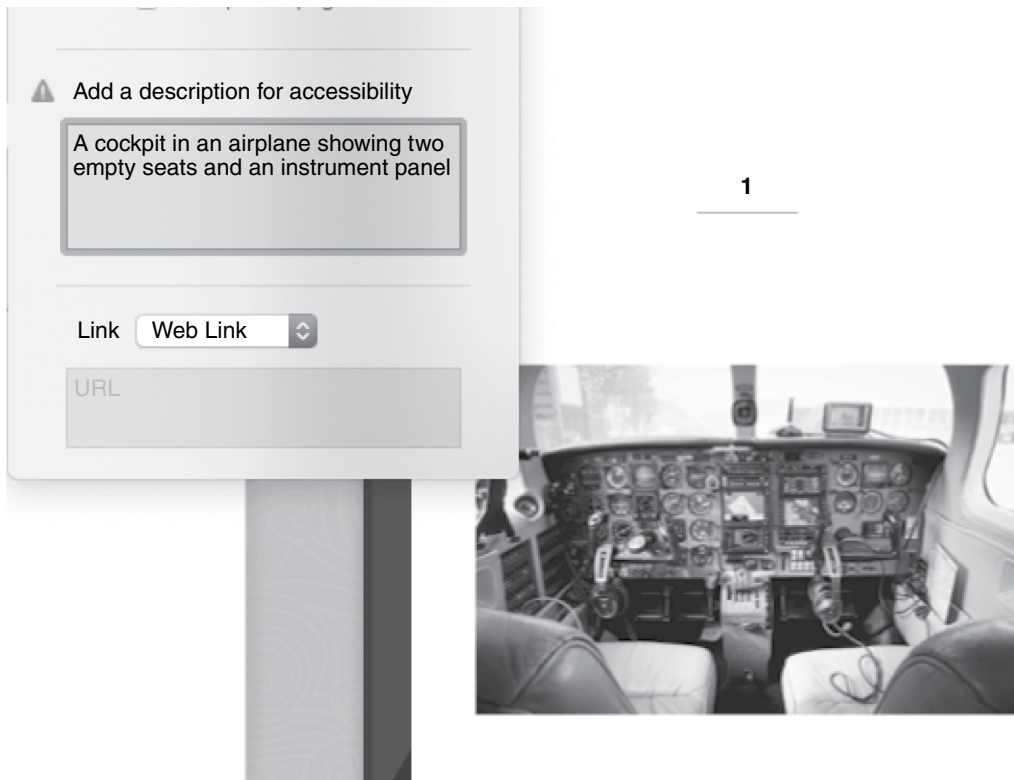 Add a description for accessibility
A cockpit in an airplane showing two
empty seats and an instrument panel
1
Link
Web Link
URL